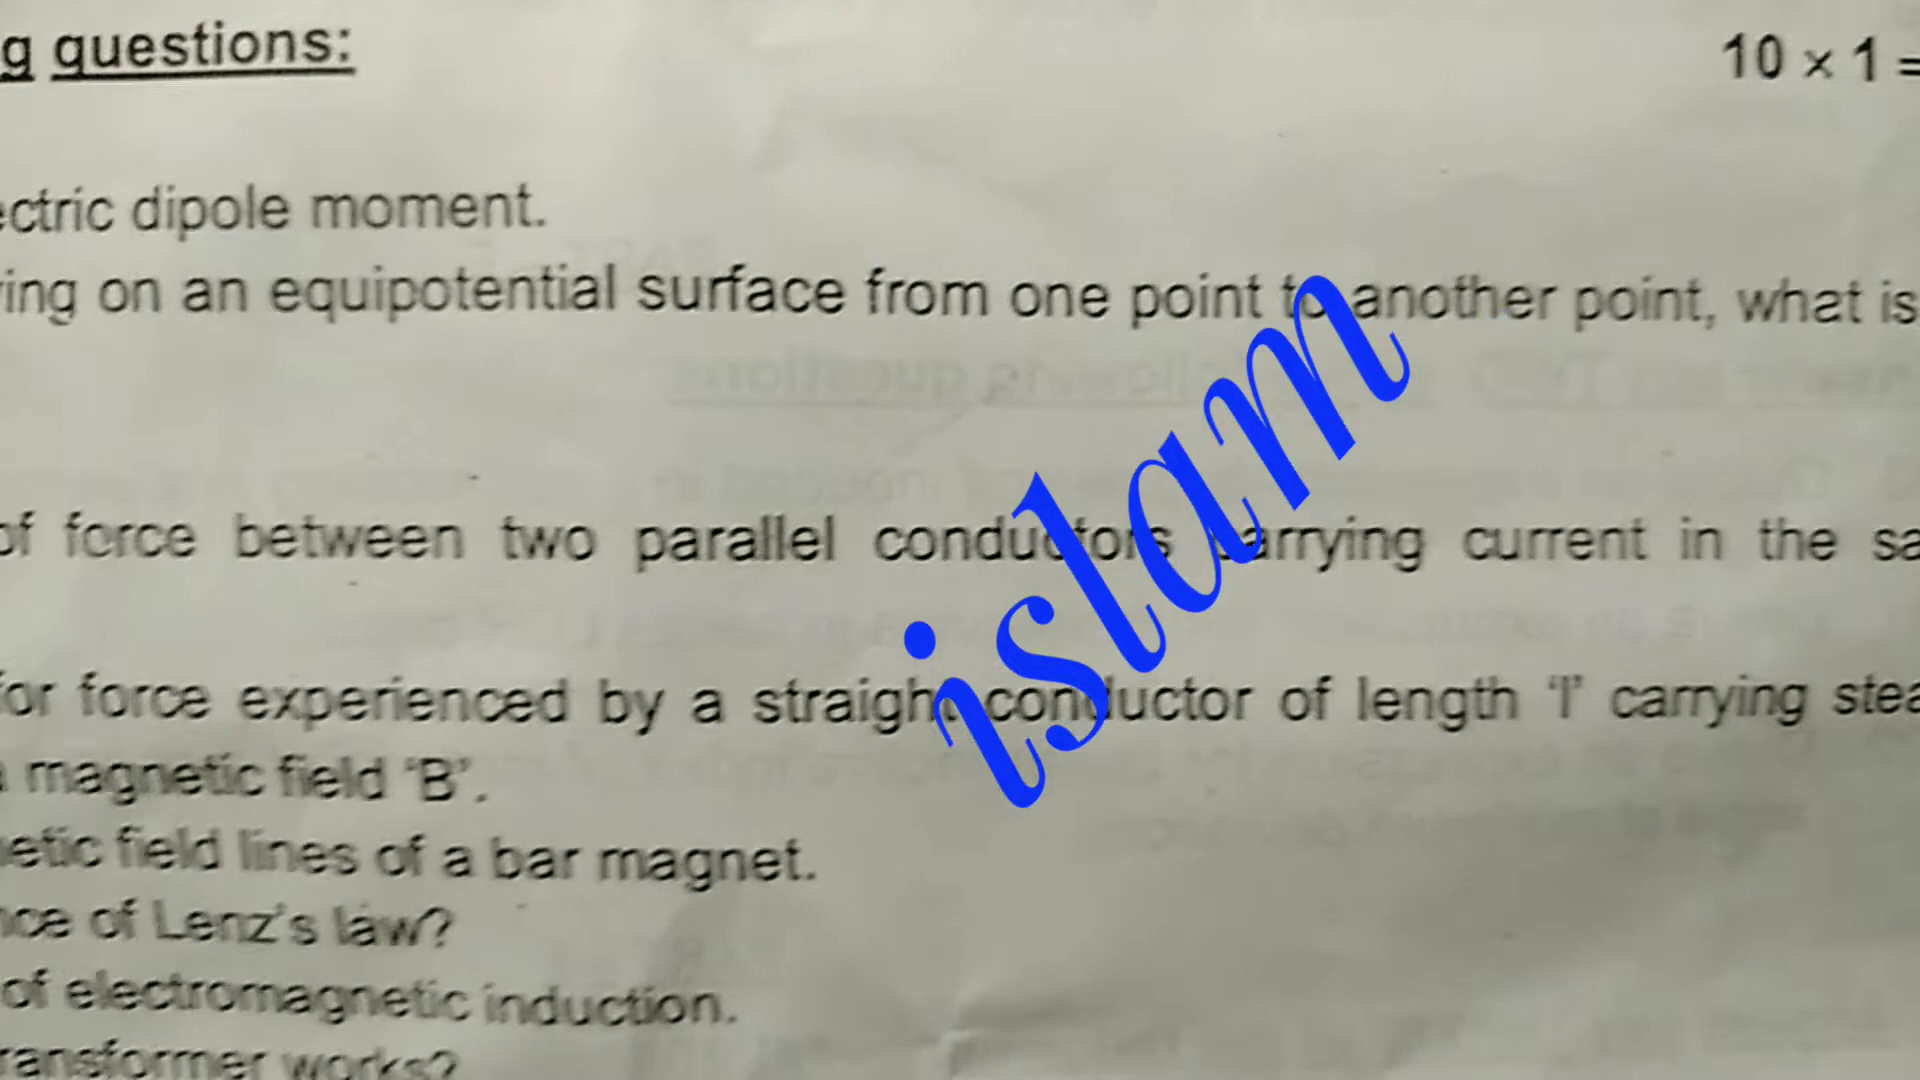 g questions:
10 × 1 =
ectric dipole moment.
ing on an equipotential surface from one point to another point, what is
of force between two parallel conductors carrying current in the sa
for force experienced by a straight conductor of length 'l' carrying stea
magnetic field 'B'.
etic field lines of a bar magnet.
nce of Lenz's law?
of electromagnetic induction.
ransformer works?
islam